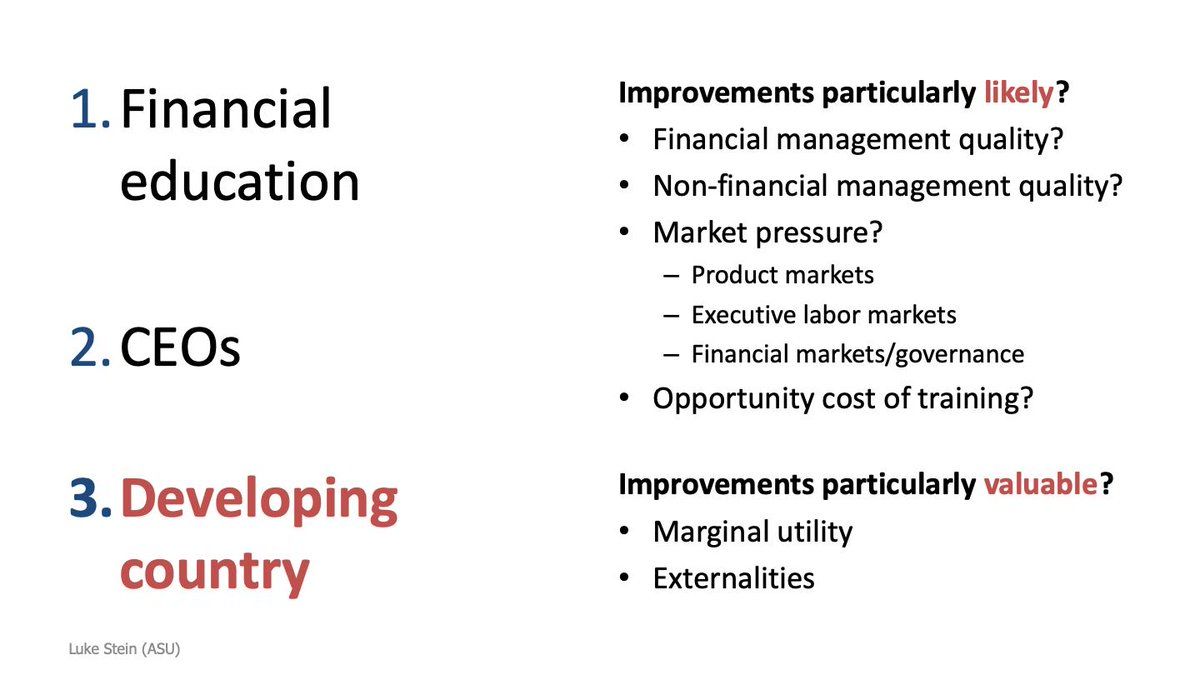 1. Financial
education
2. CEOs
3. Developing
country
Improvements particularly likely?
• Financial management quality?
• Non-financial management quality?
• Market pressure?
– Product markets
– Executive labor markets
– Financial markets/governance
• Opportunity cost of training?
Improvements particularly valuable?
• Marginal utility
• Externalities
Luke Stein (ASU)